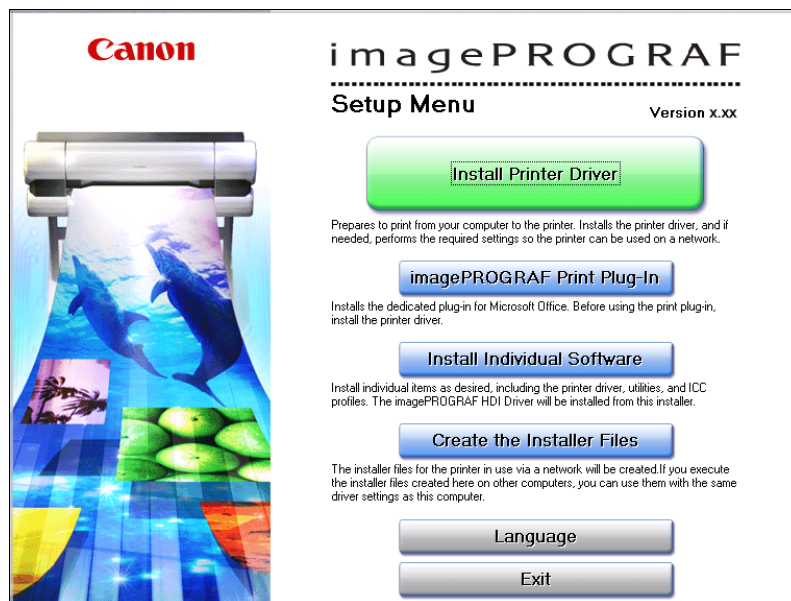 Canon
imagePROGRAF
Setup Menu
Version x.xx
Install Printer Driver
Prepares to print from your computer to the printer. Installs the printer driver, and if
needed, performs the required settings so the printer can be used on a network.
imagePROGRAF Print Plug-In
Installs the dedicated plug-in for Microsoft Office. Before using the print plug-in,
install the printer driver.
Install Individual Software
Install individual items as desired, including the printer driver, utilities, and ICC
profiles. The imagePROGRAF HDI Driver will be installed from this installer.
Create the Installer Files
The installer files for the printer in use via a network will be created.If you execute
the installer files created here on other computers, you can use them with the same
driver settings as this computer.
Language
Exit